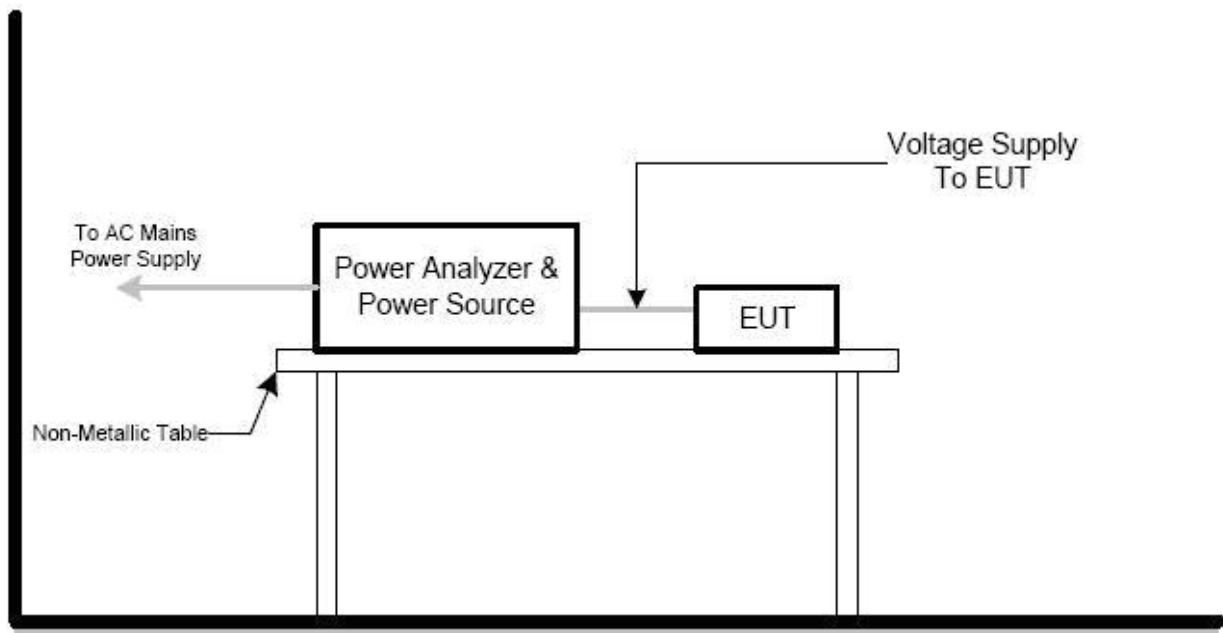 Voltage Supply
To EUT
To AC Mains
Power Supply
Power Analyzer &
Power Source
EUT
Non-Metallic Table